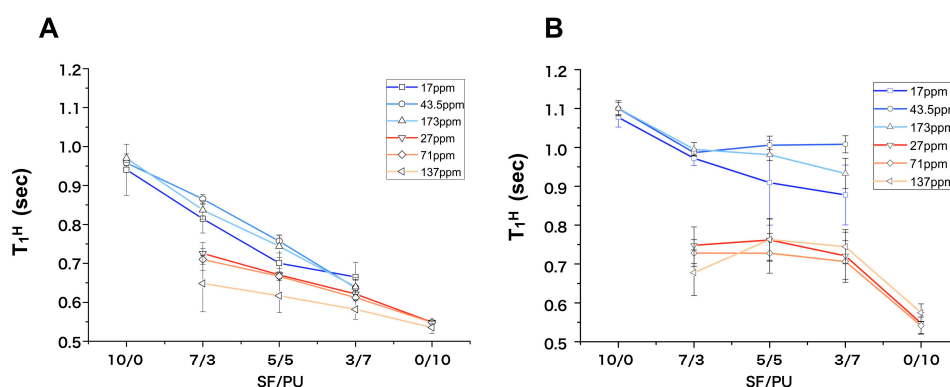 A
T₁ᴴ (sec)
1.2
1.1
1.0
0.9
0.8
0.7
0.6
0.5
10/0 7/3 5/5 3/7 0/10
SF/PU
17ppm
43.5ppm
173ppm
27ppm
71ppm
137ppm
B
T₁ᴴ (sec)
1.2
1.1
1.0
0.9
0.8
0.7
0.6
0.5
10/0 7/3 5/5 3/7 0/10
SF/PU
17ppm
43.5ppm
173ppm
27ppm
71ppm
137ppm